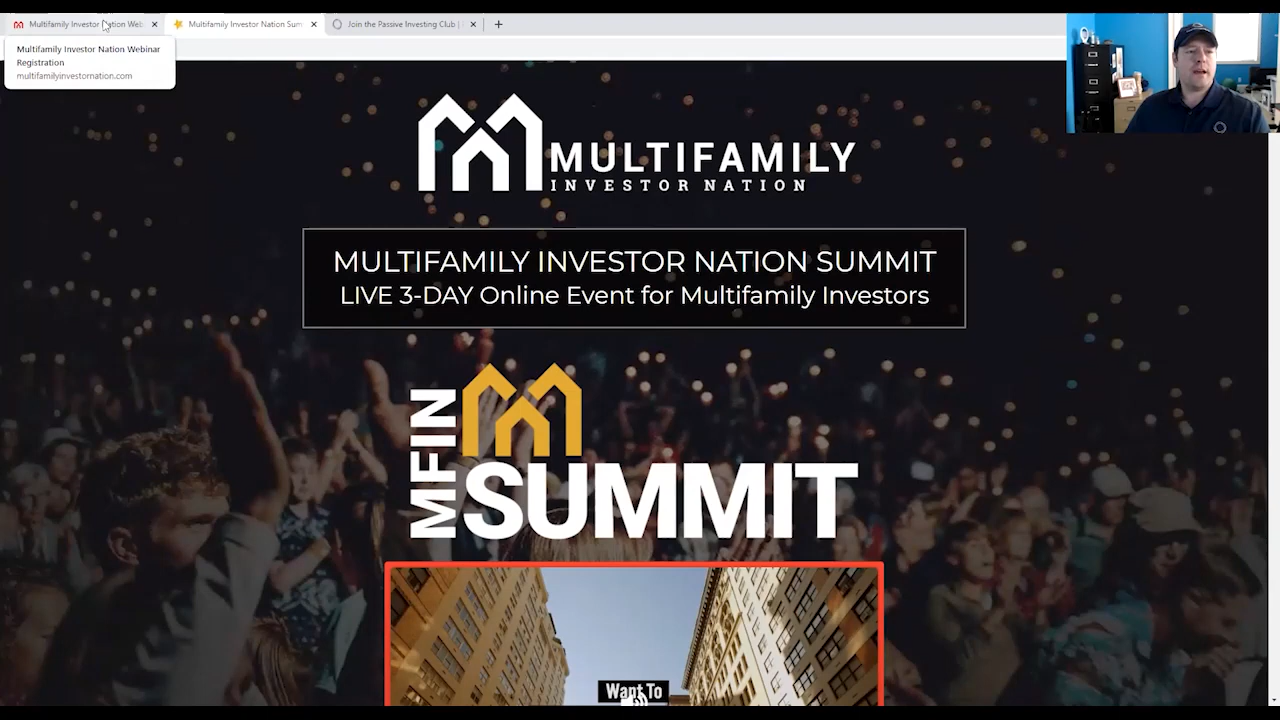 Multifamily Investor Nation Web
Multifamily Investor Nation Sum
Join the Passive Investing Club |
Multifamily Investor Nation Webinar
Registration
multifamilyinvestornation.com
MULTIFAMILY
INVESTOR NATION
MULTIFAMILY INVESTOR NATION SUMMIT
LIVE 3-DAY Online Event for Multifamily Investors
MFIN
SUMMIT
Want To